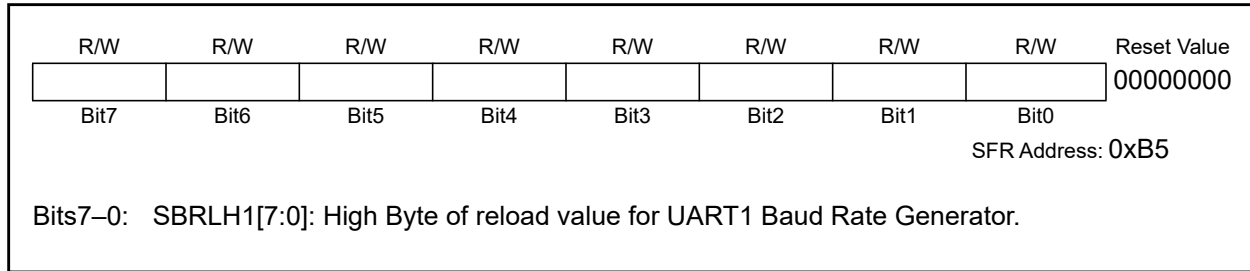 R/W R/W R/W R/W R/W R/W R/W R/W Reset Value
00000000
Bit7 Bit6 Bit5 Bit4 Bit3 Bit2 Bit1 Bit0
SFR Address: 0xB5
Bits7–0: SBRLH1[7:0]: High Byte of reload value for UART1 Baud Rate Generator.